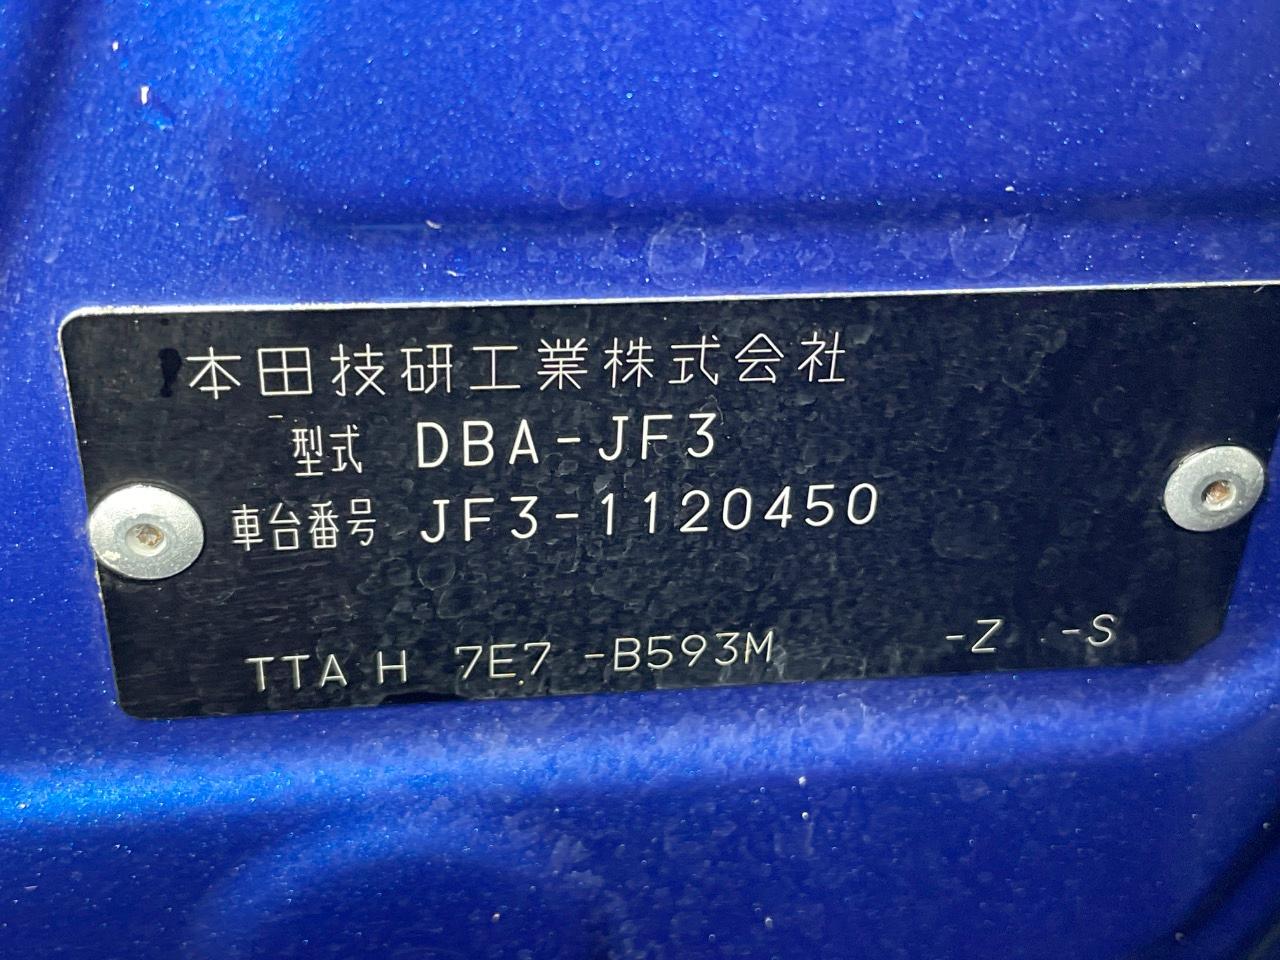 本田技研工業株式会社
型式 DBA-JF3
車台番号 JF3-1120450
TTA H 7E7 -B593M -Z -S